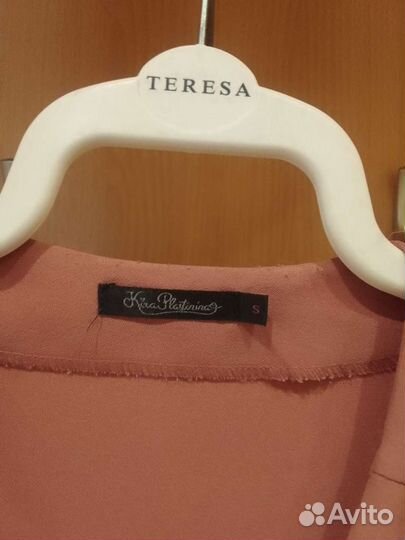 TERESA
Kira Plastinina
S
Avito